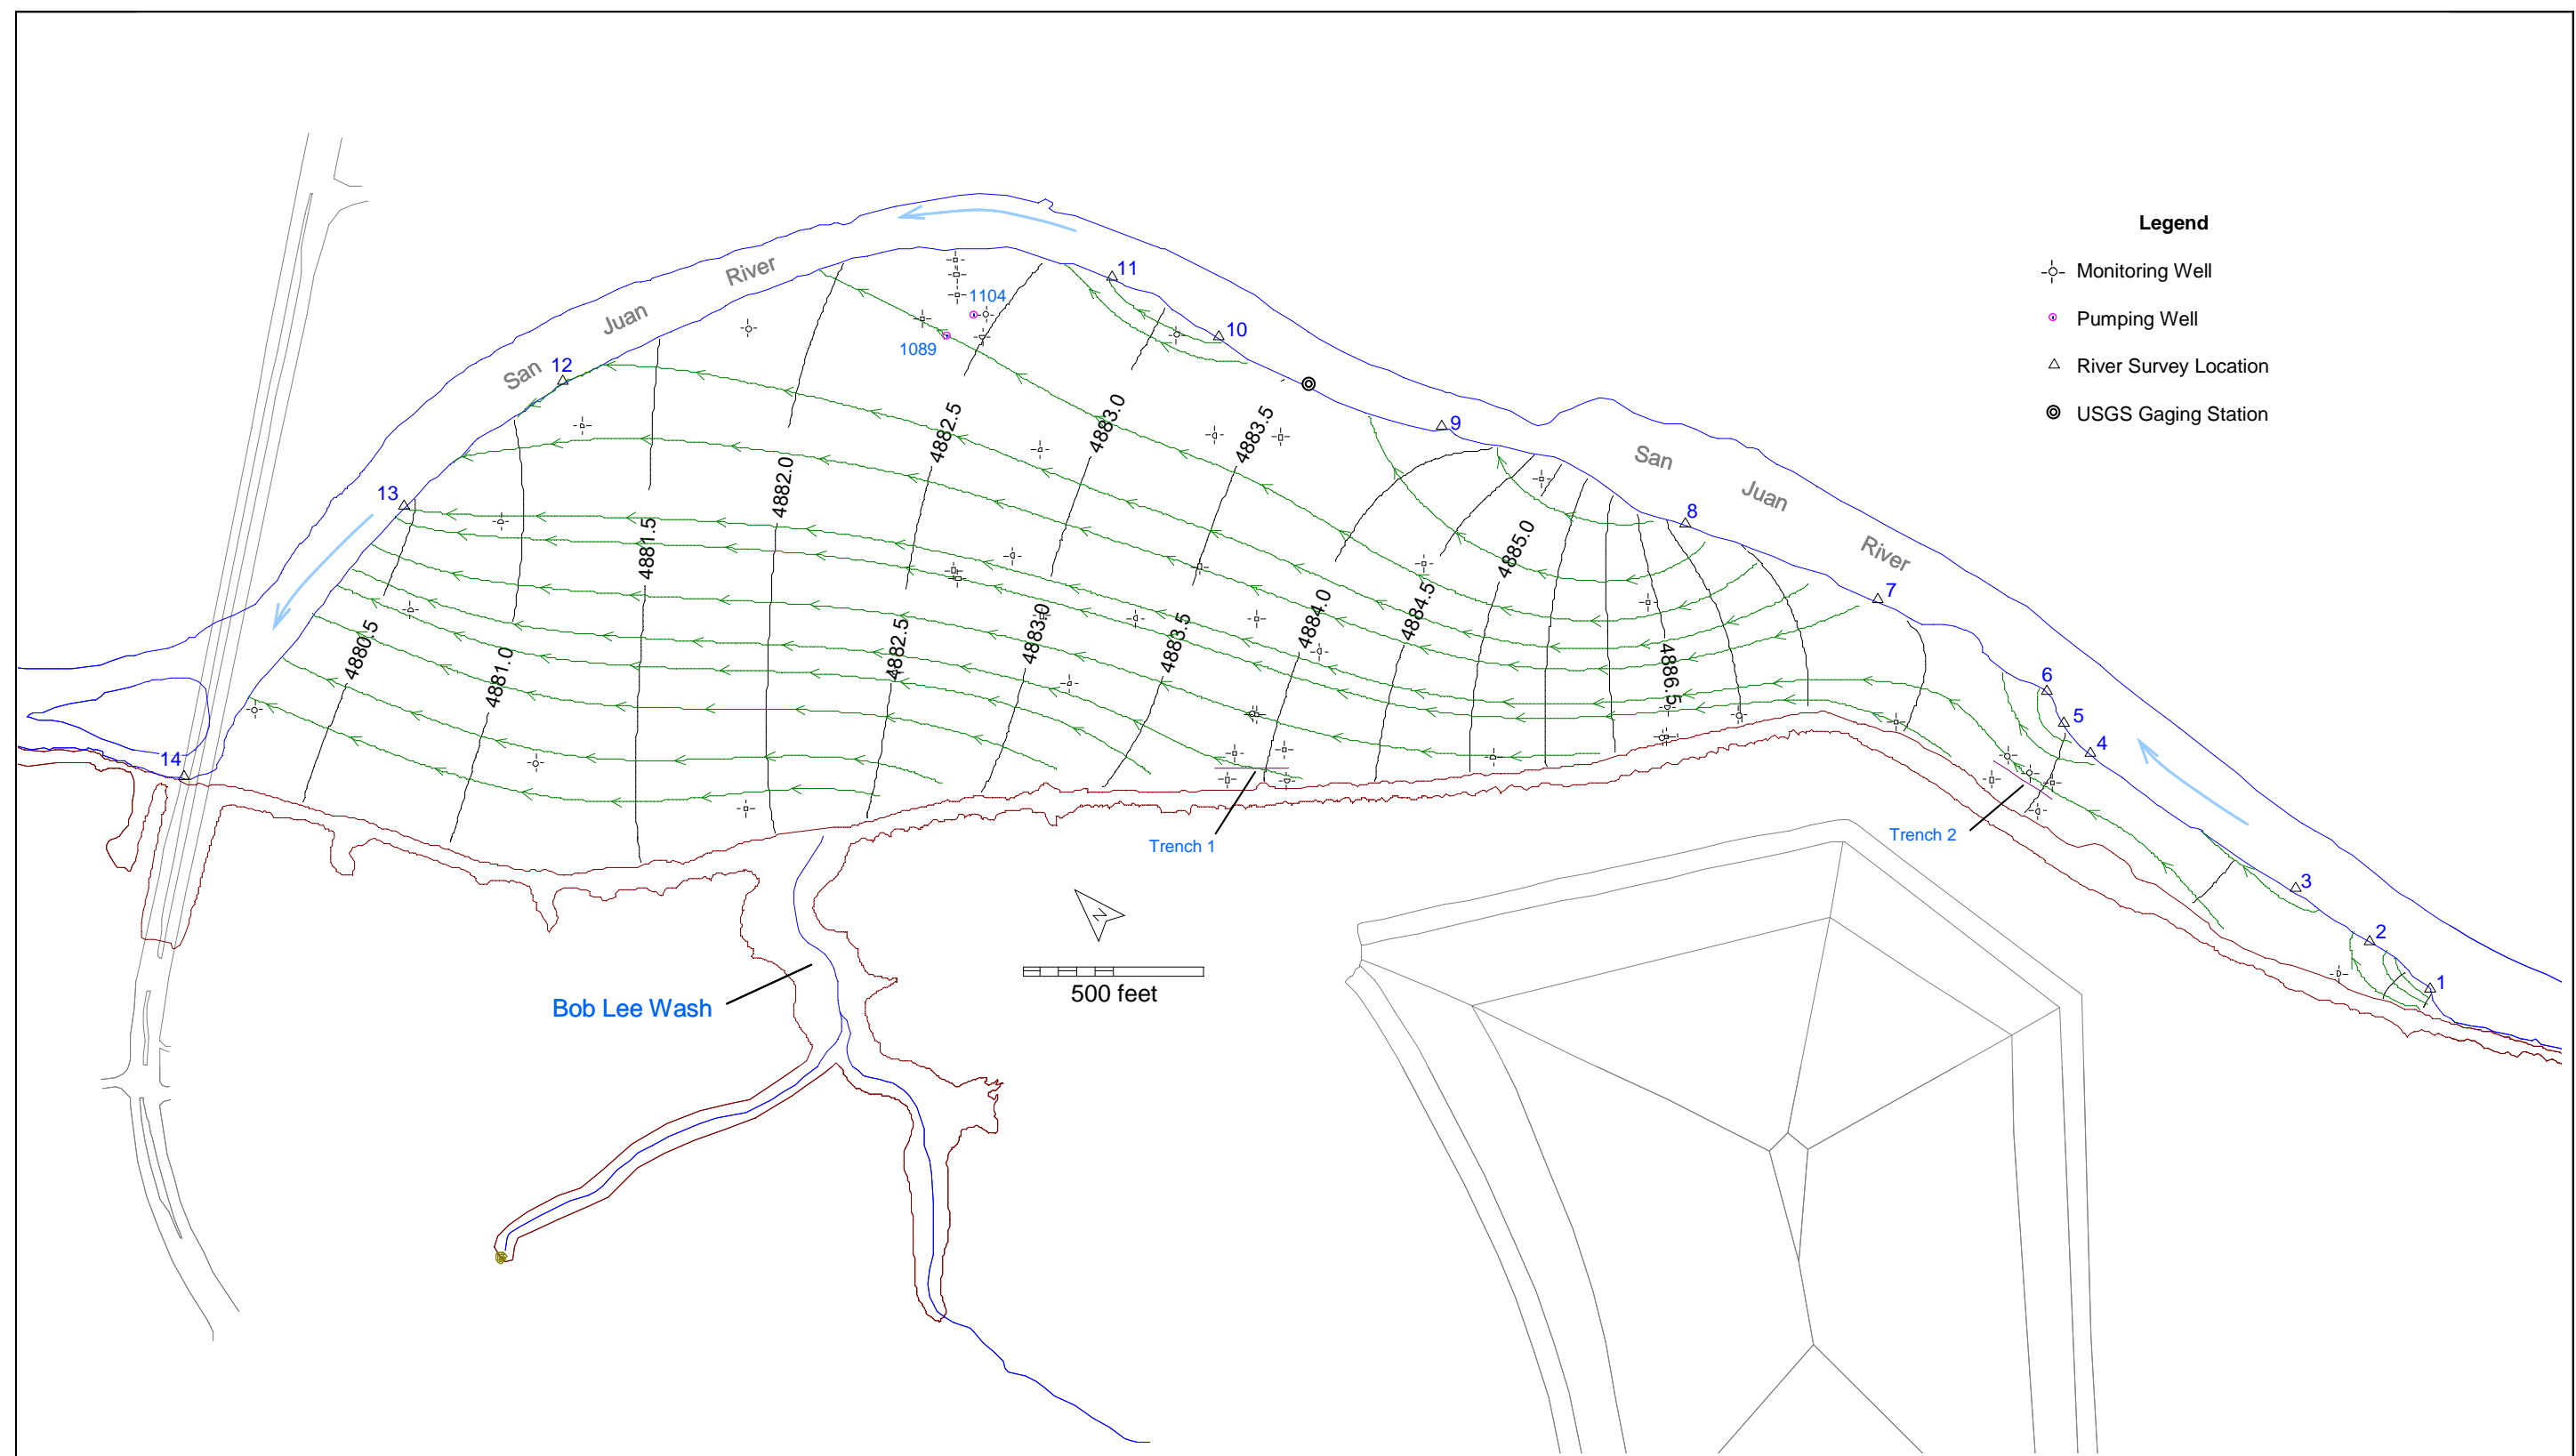 Legend
Monitoring Well
Pumping Well
River Survey Location
USGS Gaging Station
San Juan River
San Juan River
11
10
1104
1089
12
9
13
8
7
6
5
4
3
2
1
14
4882.5
4883.0
4883.5
4882.0
4881.5
4885.0
4884.5
4884.0
4883.5
4883.0
4882.5
4886.5
4880.5
4881.0
Trench 1
Trench 2
N
500 feet
Bob Lee Wash